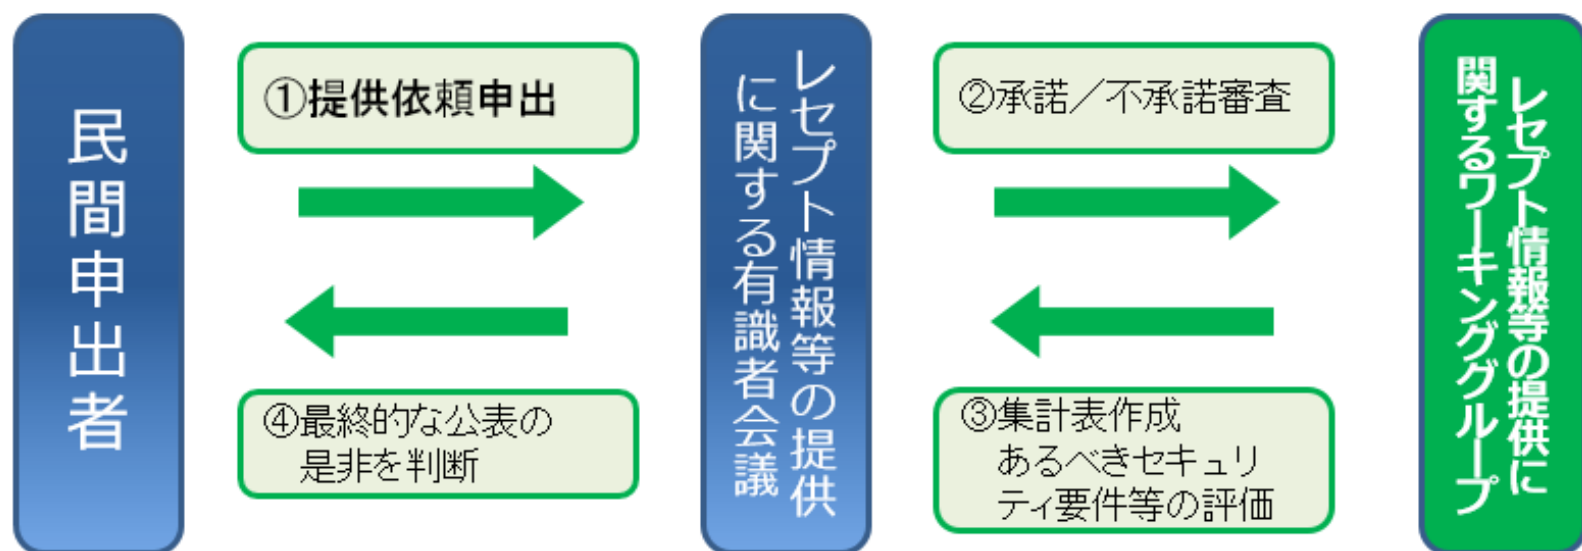 民間申出者
①提供依頼申出
レセプト情報等の提供
に関する有識者会議
②承諾／不承諾審査
レセプト情報等の提供に
関するワーキンググループ
③集計表作成
あるべきセキュリ
ティ要件等の評価
④最終的な公表の
是非を判断